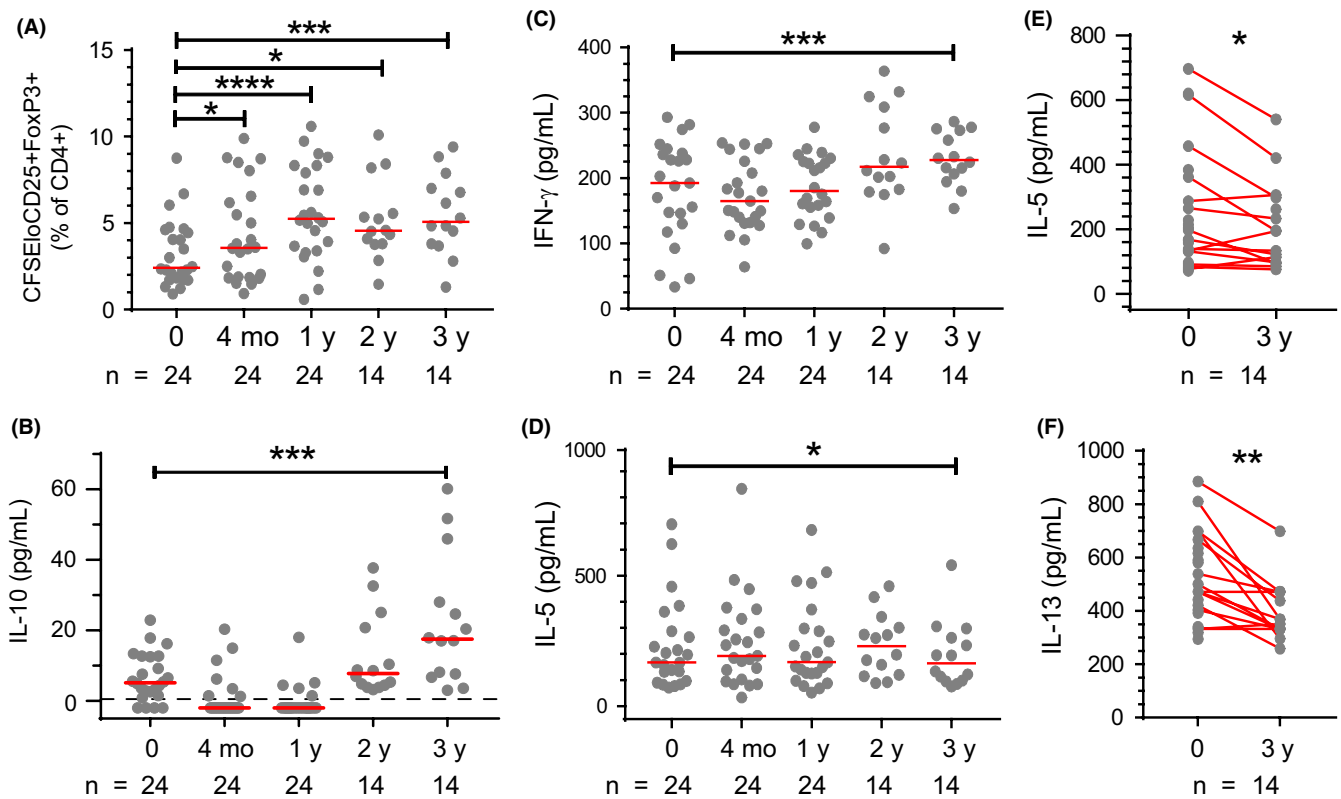 (A)
***
*
****
*
15
10
5
0
CFSEloCD25+FoxP3+
(% of CD4+)
0 4 mo 1 y 2 y 3 y
n = 24 24 24 14 14
(B)
***
60
40
20
0
IL-10 (pg/mL)
0 4 mo 1 y 2 y 3 y
n = 24 24 24 14 14
(C)
***
400
300
200
100
0
IFN-γ (pg/mL)
0 4 mo 1 y 2 y 3 y
n = 24 24 24 14 14
(D)
*
1000
500
0
IL-5 (pg/mL)
0 4 mo 1 y 2 y 3 y
n = 24 24 24 14 14
(E)
*
800
600
400
200
0
IL-5 (pg/mL)
0 3 y
n = 14
(F)
**
1000
800
600
400
200
0
IL-13 (pg/mL)
0 3 y
n = 14